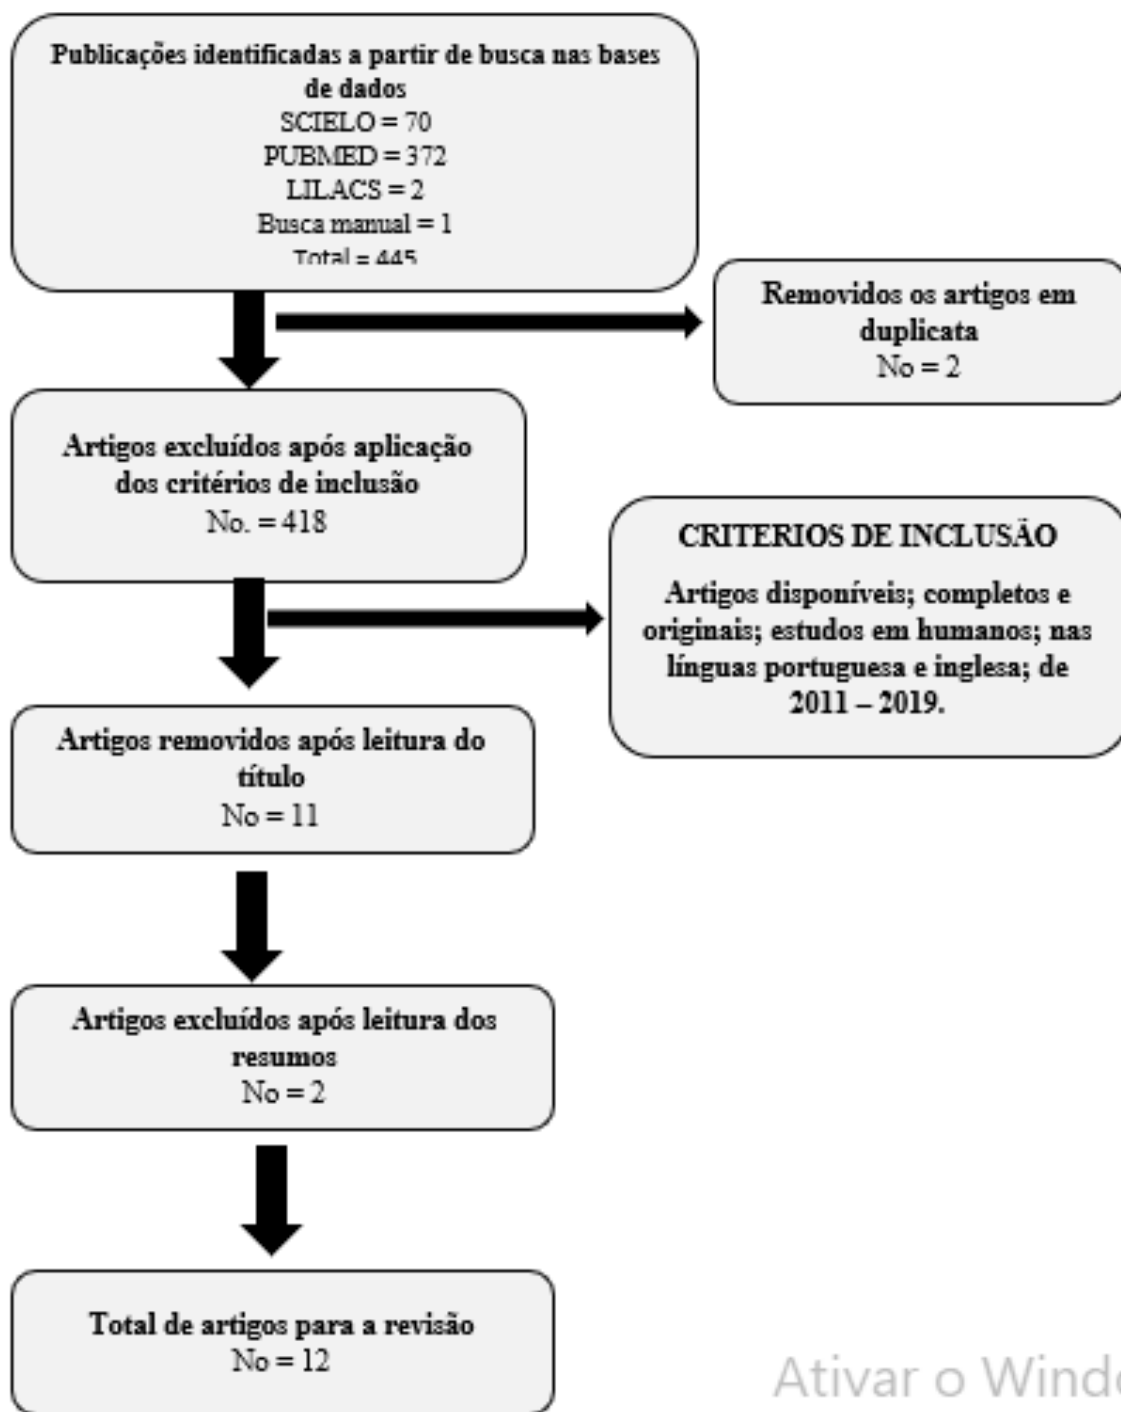 Publicações identificadas a partir de busca nas bases
de dados
SCIELO = 70
PUBMED = 372
LILACS = 2
Busca manual = 1
Total = 445
Removidos os artigos em
duplicata
No = 2
Artigos excluídos após aplicação
dos critérios de inclusão
No. = 418
CRITERIOS DE INCLUSÃO
Artigos disponíveis; completos e
originais; estudos em humanos; nas
línguas portuguesa e inglesa; de
2011 – 2019.
Artigos removidos após leitura do
título
No = 11
Artigos excluídos após leitura dos
resumos
No = 2
Total de artigos para a revisão
No = 12
Ativar o